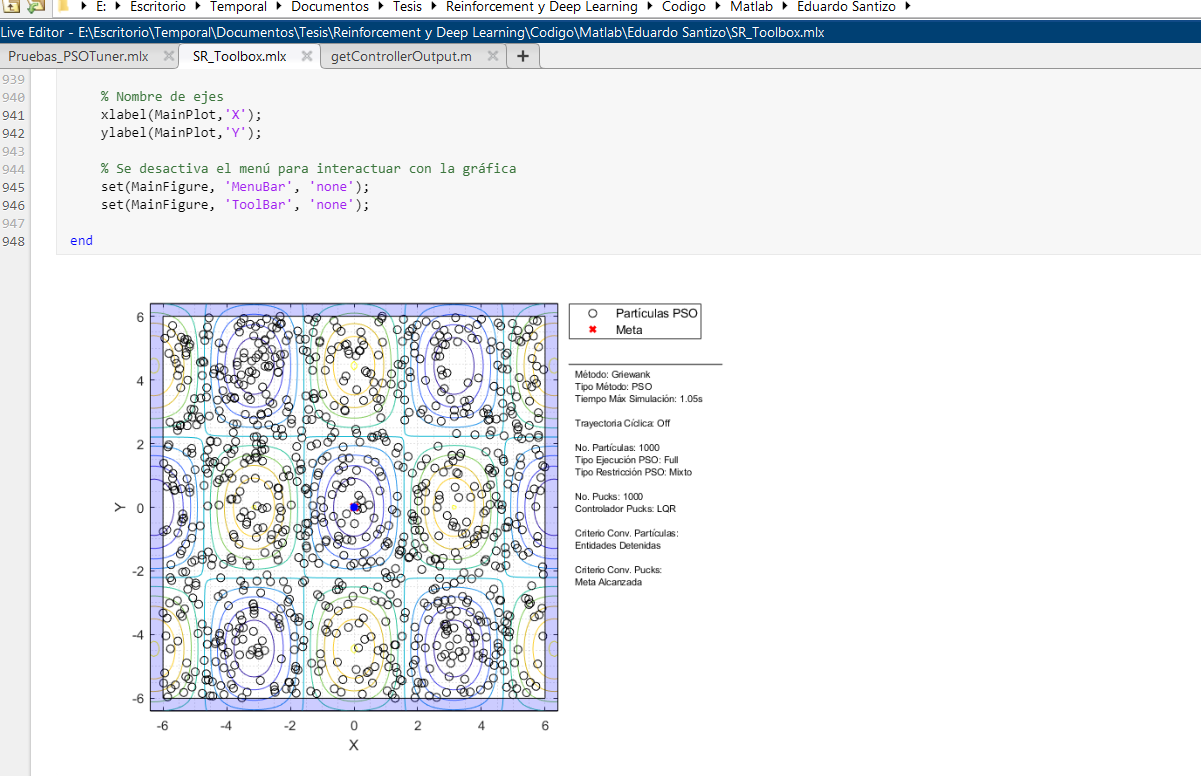 E: Escritorio Temporal Documentos Tesis Reinforcement y Deep Learning Codigo Matlab Eduardo Santizo
Live Editor - E:\Escritorio\Temporal\Documentos\Tesis\Reinforcement y Deep Learning\Codigo\Matlab\Eduardo Santizo\SR_Toolbox.mlx
Pruebas_PSOTuner.mlx SR_Toolbox.mlx getControllerOutput.m +
939
940 % Nombre de ejes
941 xlabel(MainPlot,'X');
942 ylabel(MainPlot,'Y');
943
944 % Se desactiva el menú para interactuar con la gráfica
945 set(MainFigure, 'MenuBar', 'none');
946 set(MainFigure, 'ToolBar', 'none');
947
948 end
6
4
2
0
-2
-4
-6
Y
-6 -4 -2 0 2 4 6
X
Partículas PSO
Meta
Método: Griewank
Tipo Método: PSO
Tiempo Máx Simulación: 1.05s
Trayectoria Cíclica: Off
No. Partículas: 1000
Tipo Ejecución PSO: Full
Tipo Restricción PSO: Mixto
No. Pucks: 1000
Controlador Pucks: LQR
Criterio Conv. Partículas:
Entidades Detenidas
Criterio Conv. Pucks:
Meta Alcanzada